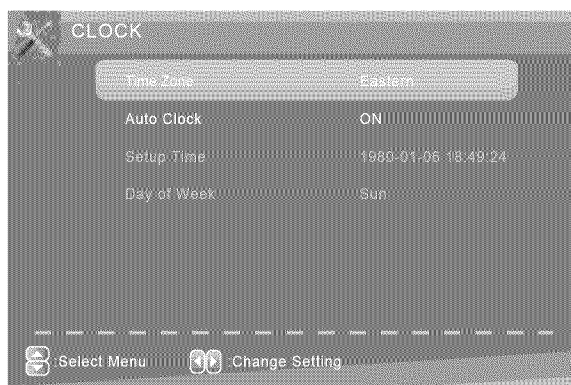 CLOCK
Time Zone Eastern
Auto Clock ON
Setup Time 1980-01-06 18:49:24
Day of Week Sun
:Select Menu :Change Setting